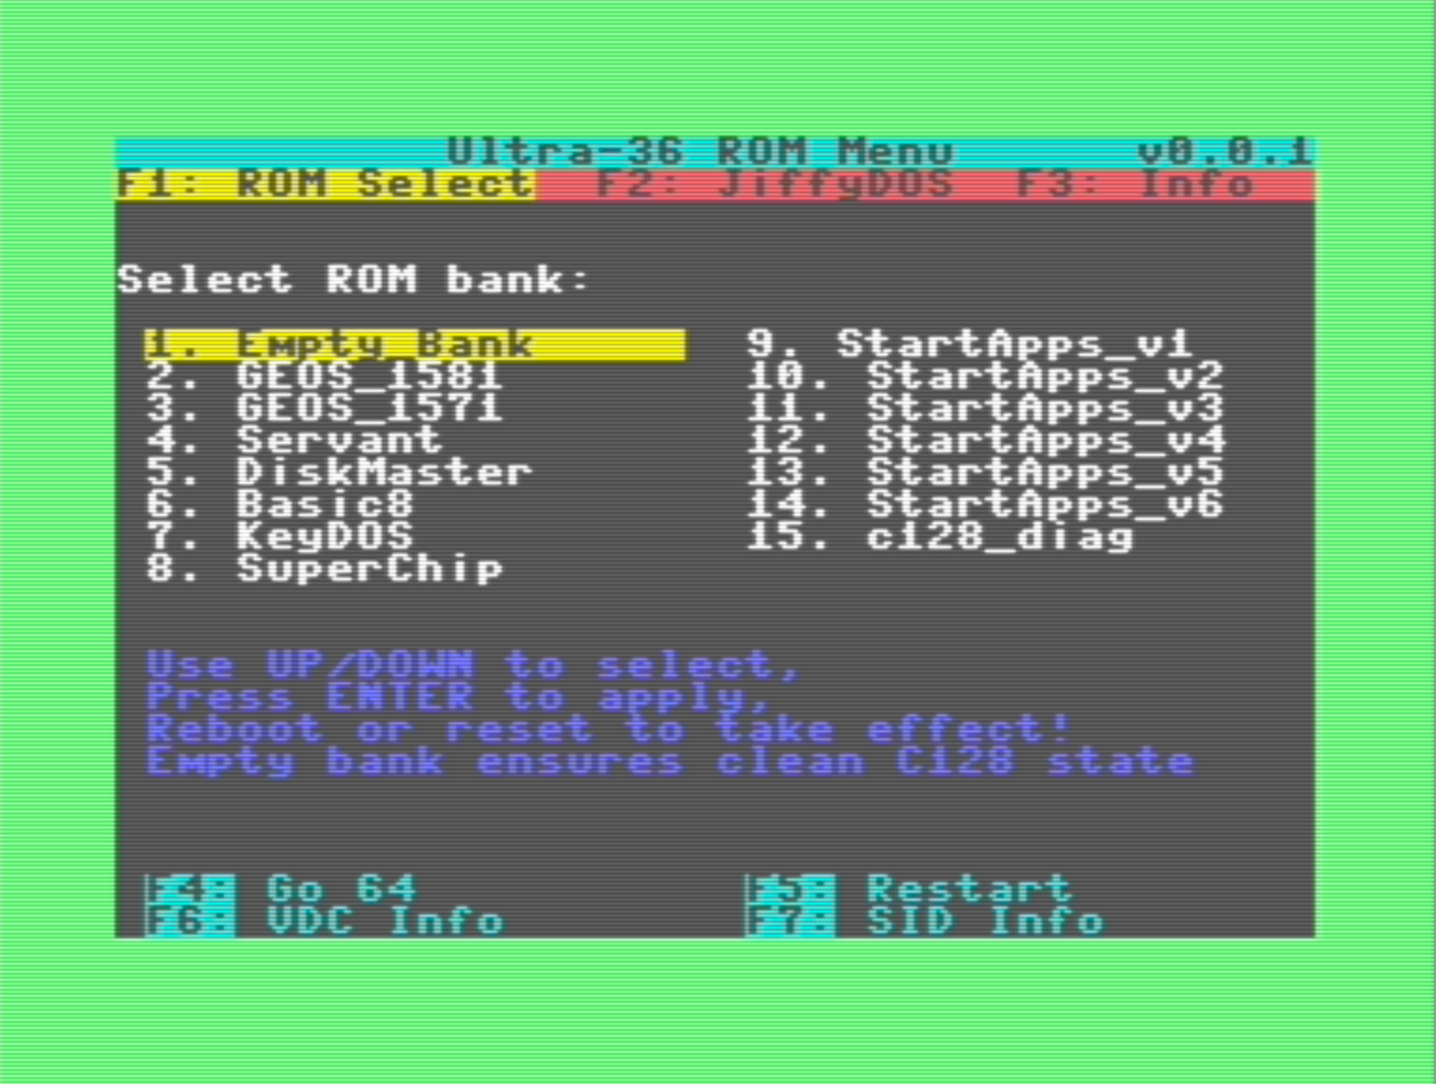 Ultra-36 ROM Menu v0.0.1
F1: ROM Select F2: JiffyDOS F3: Info
Select ROM bank:
1. Empty Bank
2. GEOS_1581
3. GEOS_1571
4. Servant
5. DiskMaster
6. Basic8
7. KeyDOS
8. SuperChip
9. StartApps_v1
10. StartApps_v2
11. StartApps_v3
12. StartApps_v4
13. StartApps_v5
14. StartApps_v6
15. c128_diag
Use UP/DOWN to select,
Press ENTER to apply,
Reboot or reset to take effect!
Empty bank ensures clean C128 state
F4: Go 64 F5: Restart
F6: VDC Info F7: SID Info